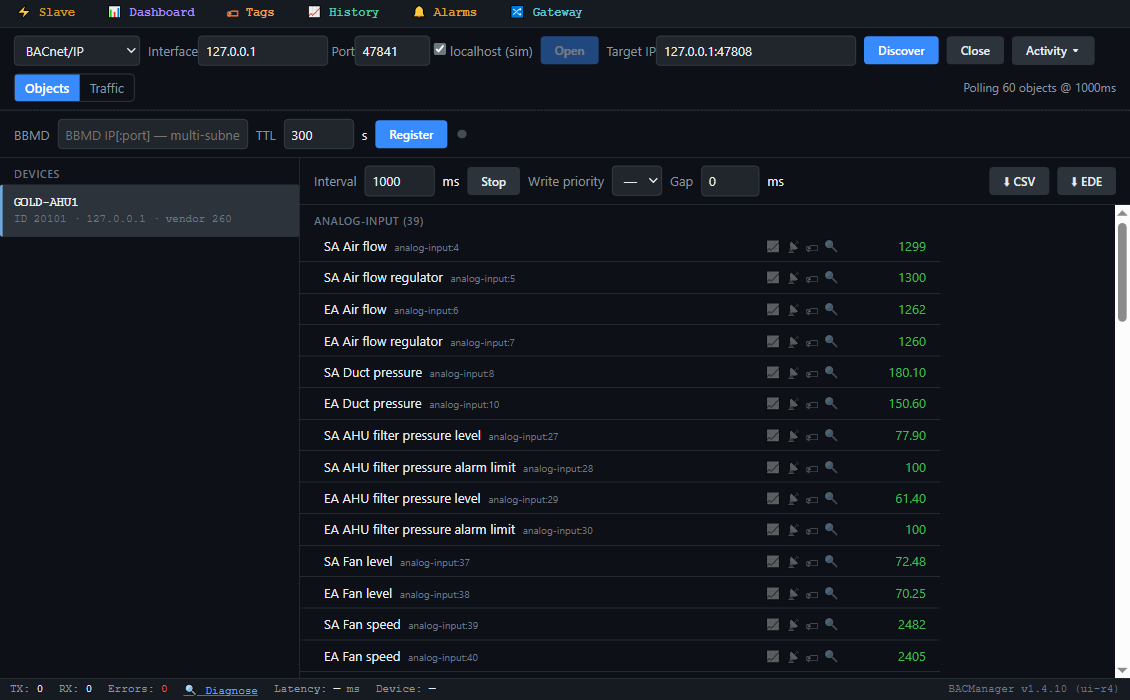 Slave Dashboard Tags History Alarms Gateway
BACnet/IP Interface 127.0.0.1 Port 47841 localhost (sim) Open Target IP 127.0.0.1:47808 Discover Close Activity
Objects Traffic Polling 60 objects @ 1000ms
BBMD BBMD IP[:port] — multi-subne TTL 300 s Register
DEVICES
GOLD-AHU1
ID 20101 · 127.0.0.1 · vendor 260
Interval 1000 ms Stop Write priority — Gap 0 ms CSV EDE
ANALOG-INPUT (39)
SA Air flow analog-input:4 1299
SA Air flow regulator analog-input:5 1300
EA Air flow analog-input:6 1262
EA Air flow regulator analog-input:7 1260
SA Duct pressure analog-input:8 180.10
EA Duct pressure analog-input:10 150.60
SA AHU filter pressure level analog-input:27 77.90
SA AHU filter pressure alarm limit analog-input:28 100
EA AHU filter pressure level analog-input:29 61.40
EA AHU filter pressure alarm limit analog-input:30 100
SA Fan level analog-input:37 72.48
EA Fan level analog-input:38 70.25
SA Fan speed analog-input:39 2482
EA Fan speed analog-input:40 2405
TX: 0 RX: 0 Errors: 0 Diagnose Latency: — ms Device: — BACManager v1.4.10 (ui-r4)